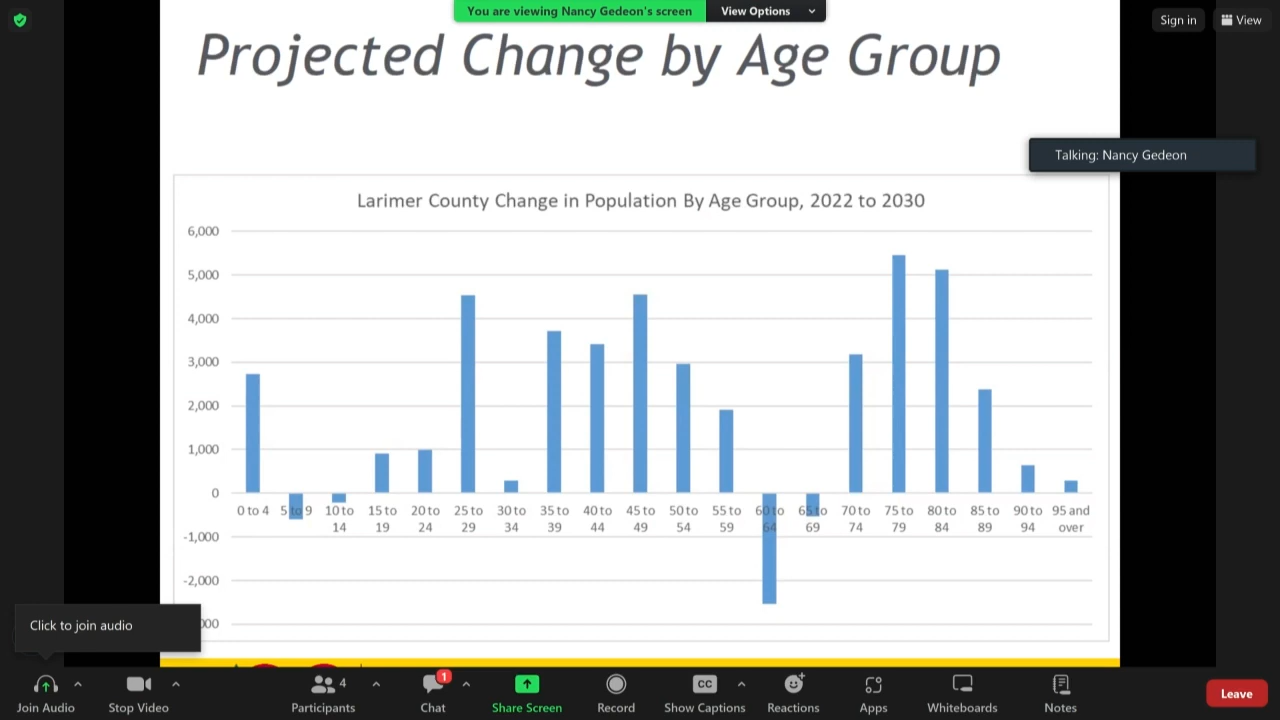 You are viewing Nancy Gedeon's screen View Options
Sign in View
Projected Change by Age Group
Talking: Nancy Gedeon
Larimer County Change in Population By Age Group, 2022 to 2030
6,000
5,000
4,000
3,000
2,000
1,000
0
0 to 4 5 to 9 10 to 15 to 20 to 25 to 30 to 35 to 40 to 45 to 50 to 55 to 60 to 65 to 70 to 75 to 80 to 85 to 90 to 95 and
14 19 24 29 34 39 44 49 54 59 64 69 74 79 84 89 94 over
-1,000
-2,000
Click to join audio
4 1 CC
Join Audio Stop Video Participants Chat Share Screen Record Show Captions Reactions Apps Whiteboards Notes Leave